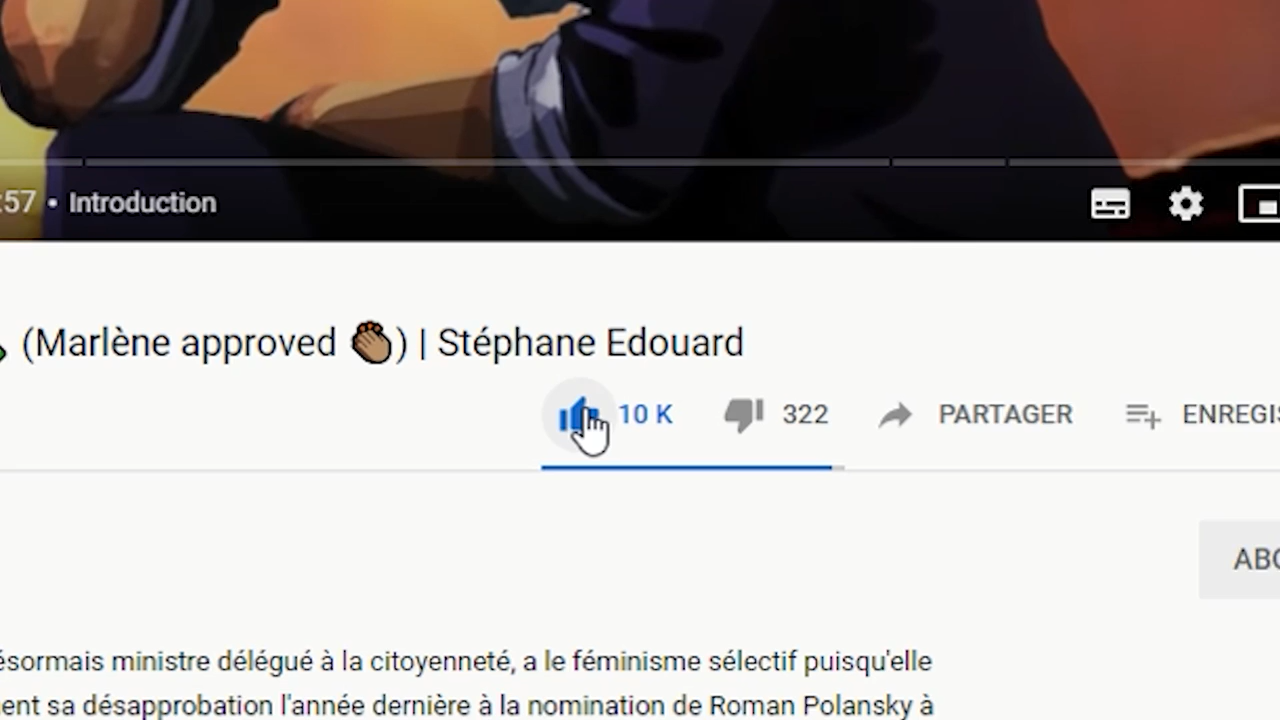 :57 • Introduction
(Marlène approved 👏🏽) | Stéphane Edouard
10 K 322 PARTAGER ENREGIS
ABO
ésormais ministre délégué à la citoyenneté, a le féminisme sélectif puisqu'elle
ent sa désapprobation l'année dernière à la nomination de Roman Polansky à